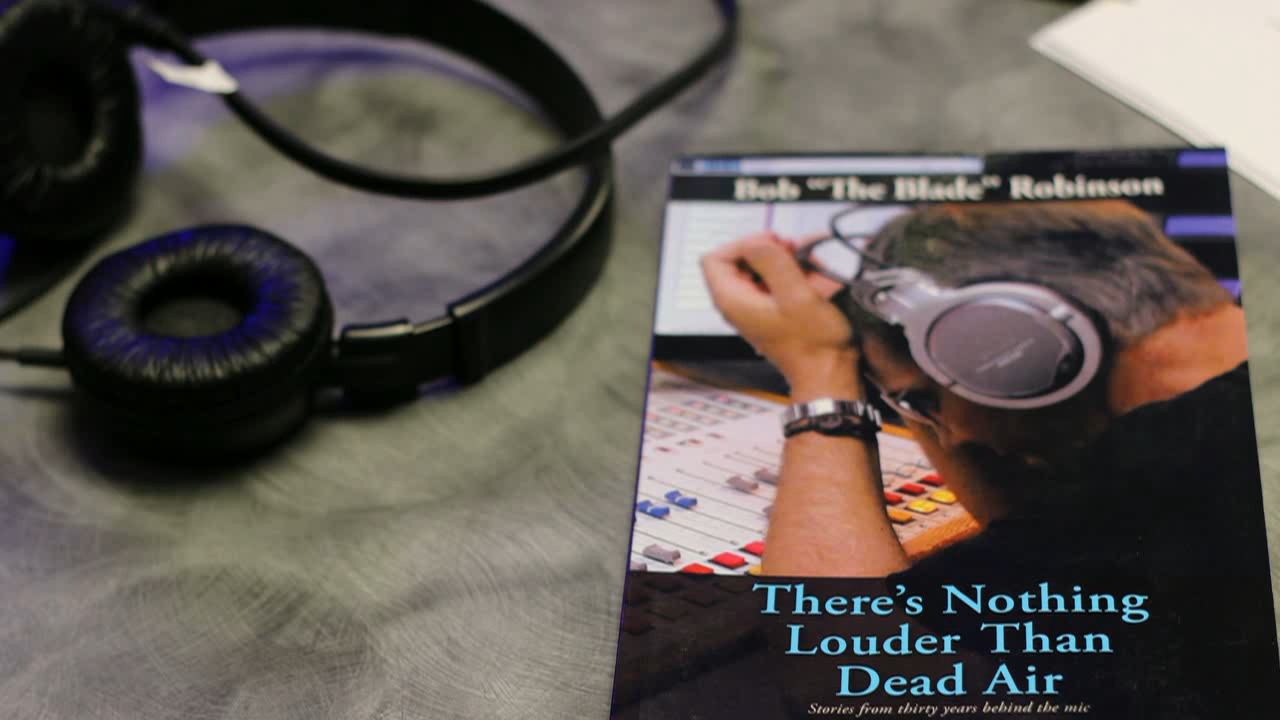 Bob "The Blade" Robinson
There's Nothing
Louder Than
Dead Air
Stories from thirty years behind the mic